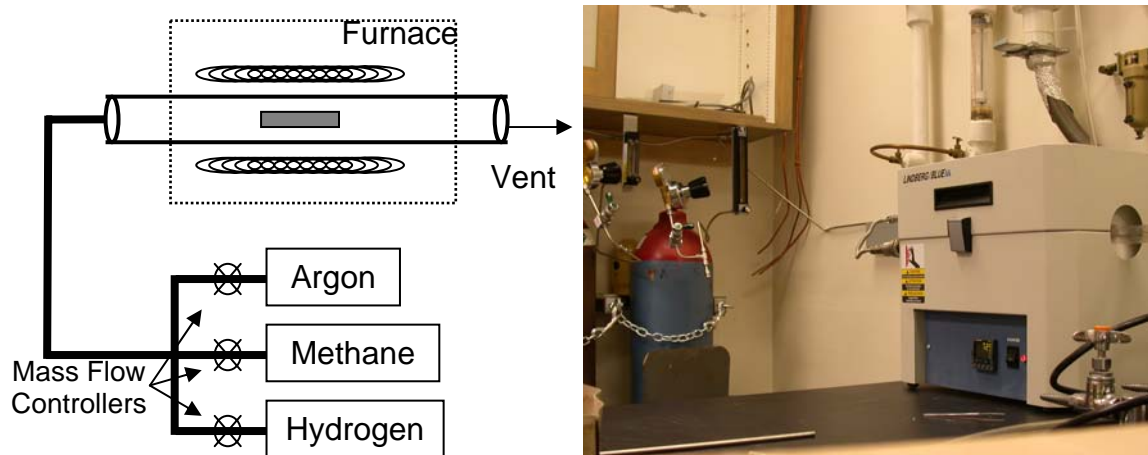 Furnace
Vent
Argon
Methane
Mass Flow
Controllers
Hydrogen
LINDBERG/BLUE